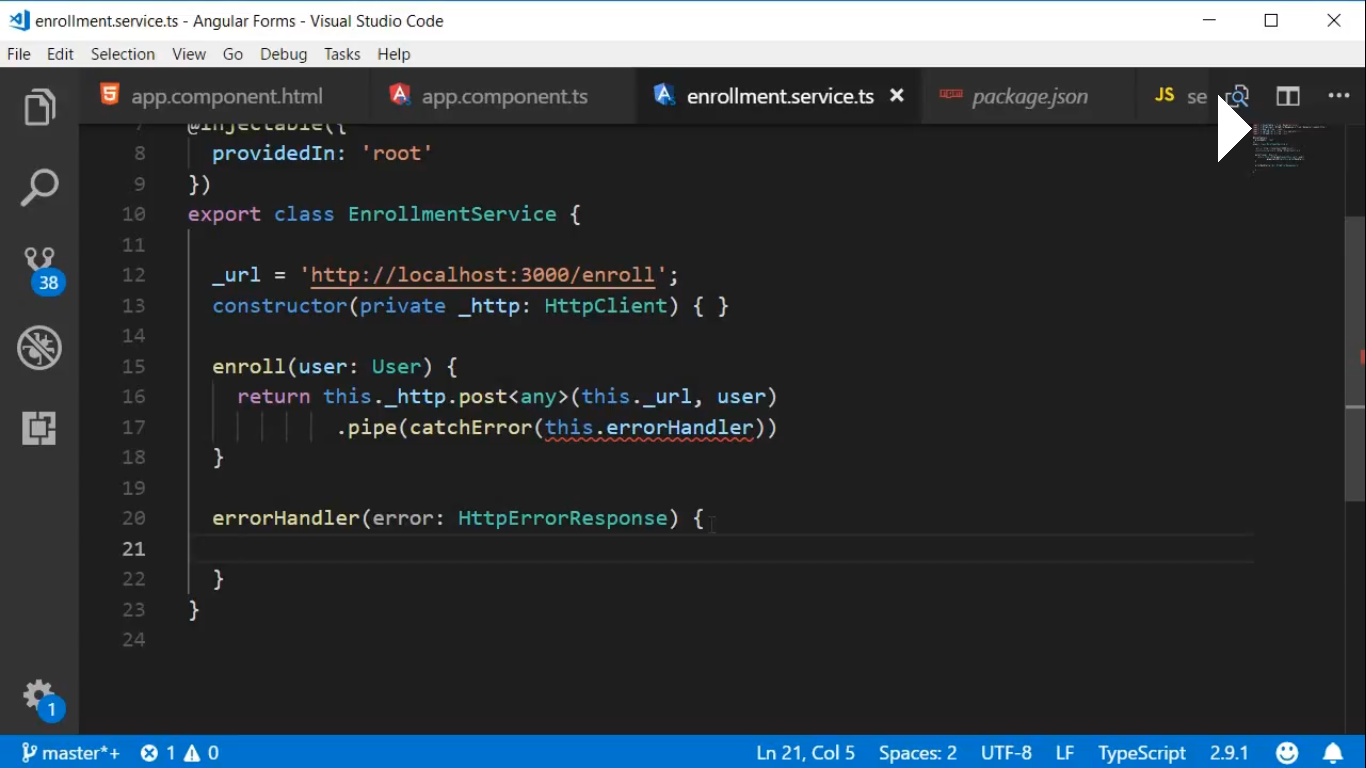 enrollment.service.ts - Angular Forms - Visual Studio Code
File Edit Selection View Go Debug Tasks Help
app.component.html app.component.ts enrollment.service.ts package.json JS se
7 @Injectable({
8 providedIn: 'root'
9 })
10 export class EnrollmentService {
11
12 _url = 'http://localhost:3000/enroll';
13 constructor(private _http: HttpClient) { }
14
15 enroll(user: User) {
16 return this._http.post<any>(this._url, user)
17 .pipe(catchError(this.errorHandler))
18 }
19
20 errorHandler(error: HttpErrorResponse) {
21
22 }
23 }
24
38
1
master*+ 1 0 Ln 21, Col 5 Spaces: 2 UTF-8 LF TypeScript 2.9.1